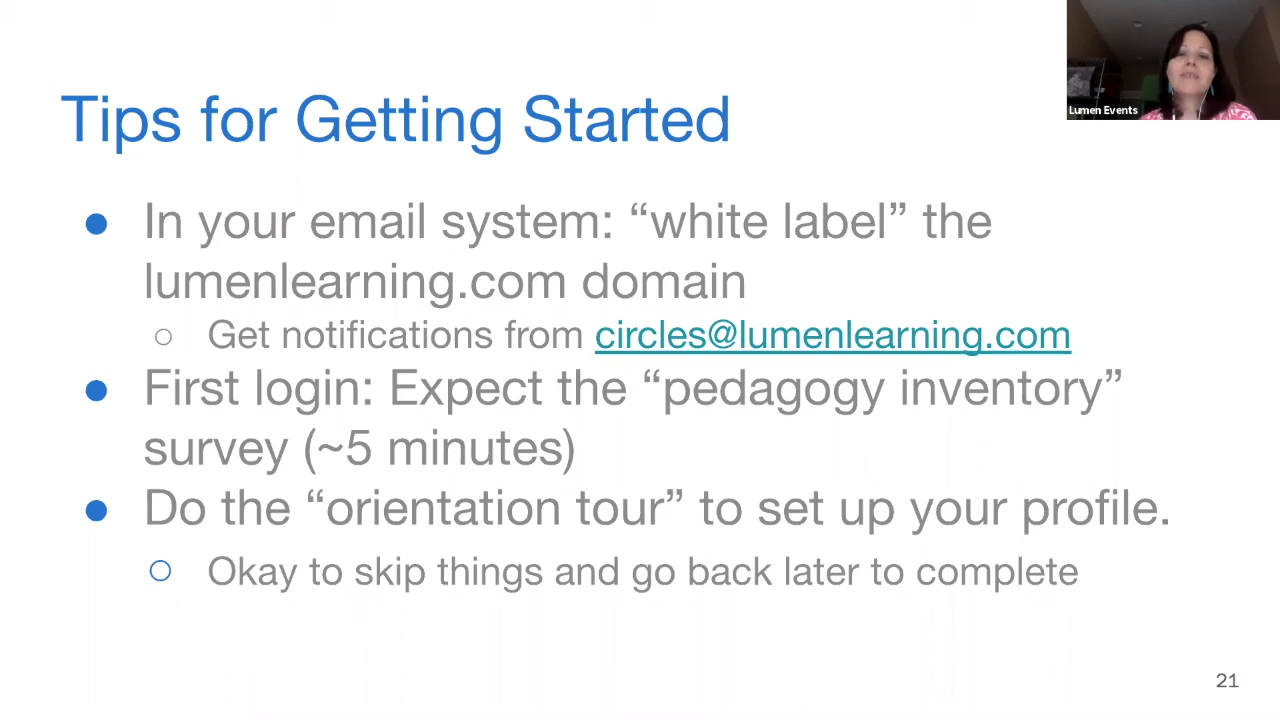 Tips for Getting Started
Lumen Events
● In your email system: “white label” the
lumenlearning.com domain
○ Get notifications from circles@lumenlearning.com
● First login: Expect the “pedagogy inventory”
survey (~5 minutes)
● Do the “orientation tour” to set up your profile.
○ Okay to skip things and go back later to complete
21